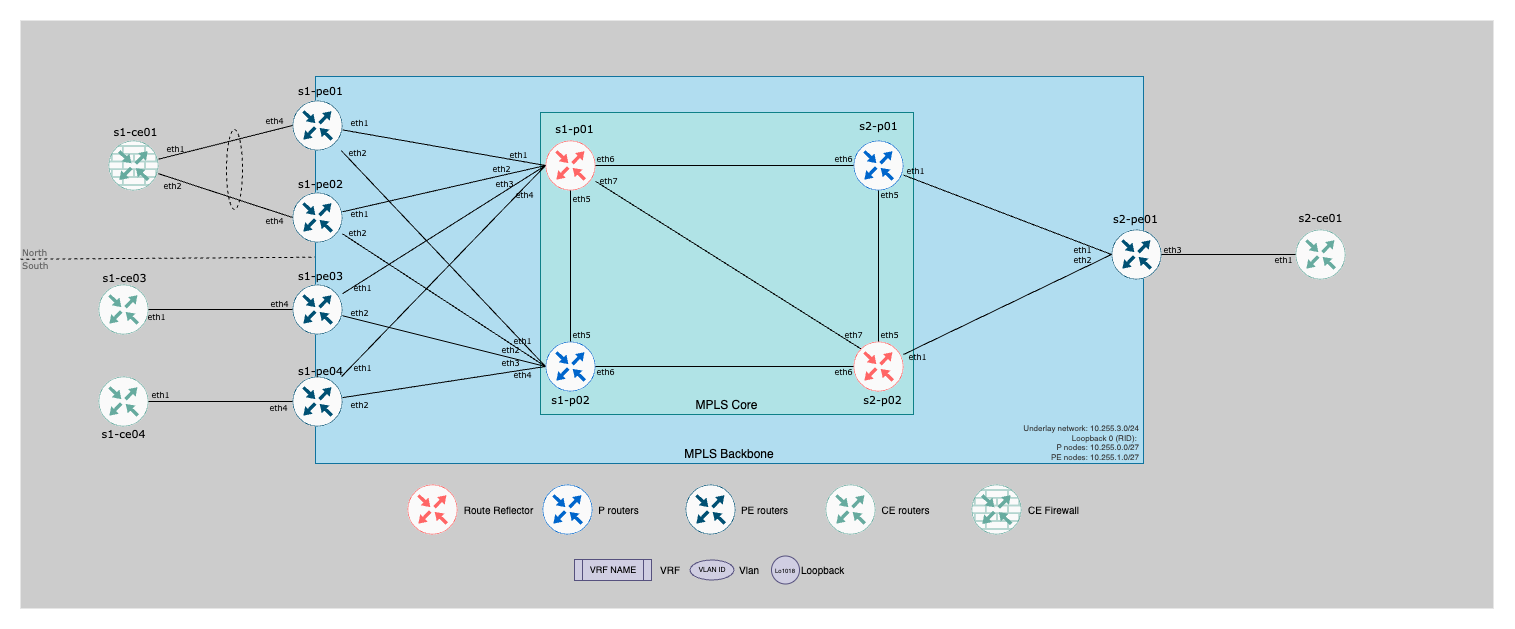 s1-pe01
eth4
eth1
s1-ce01
eth1
eth2
eth2
s1-pe02
eth4
eth1
eth2
North
South
s1-ce03
eth1
s1-pe03
eth4
eth1
eth2
s1-ce04
eth1
s1-pe04
eth4
eth1
eth2
s1-p01
eth1
eth2
eth3
eth4
eth6
eth7
eth5
s2-p01
eth6
eth1
eth5
eth5
eth1
eth2
eth3
eth4
eth6
s1-p02
eth7
eth5
eth6
eth1
s2-p02
MPLS Core
s2-pe01
eth1
eth2
eth3
s2-ce01
eth1
Underlay network: 10.255.3.0/24
Loopback 0 (RID):
P nodes: 10.255.0.0/27
PE nodes: 10.255.1.0/27
MPLS Backbone
Route Reflector
P routers
PE routers
CE routers
CE Firewall
VRF NAME
VRF
VLAN ID
Vlan
Lo1018
Loopback